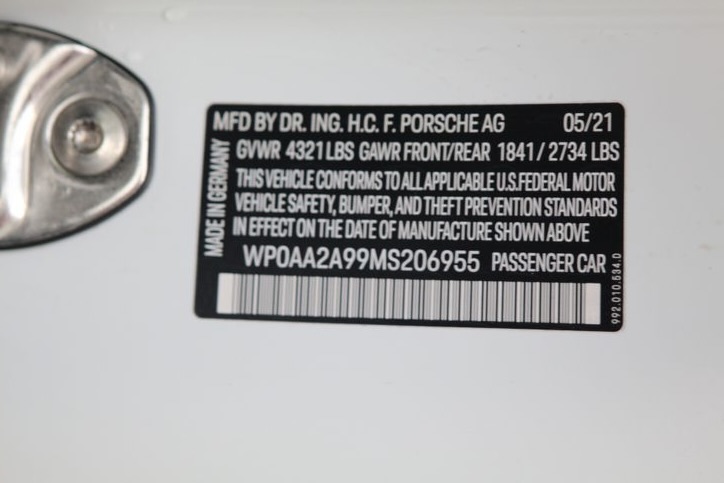 MFD BY DR. ING. H.C. F. PORSCHE AG 05/21
GVWR 4321 LBS GAWR FRONT/REAR 1841 / 2734 LBS
THIS VEHICLE CONFORMS TO ALL APPLICABLE U.S. FEDERAL MOTOR
VEHICLE SAFETY, BUMPER, AND THEFT PREVENTION STANDARDS
IN EFFECT ON THE DATE OF MANUFACTURE SHOWN ABOVE
WP0AA2A99MS206955 PASSENGER CAR
MADE IN GERMANY
992.010.534.D